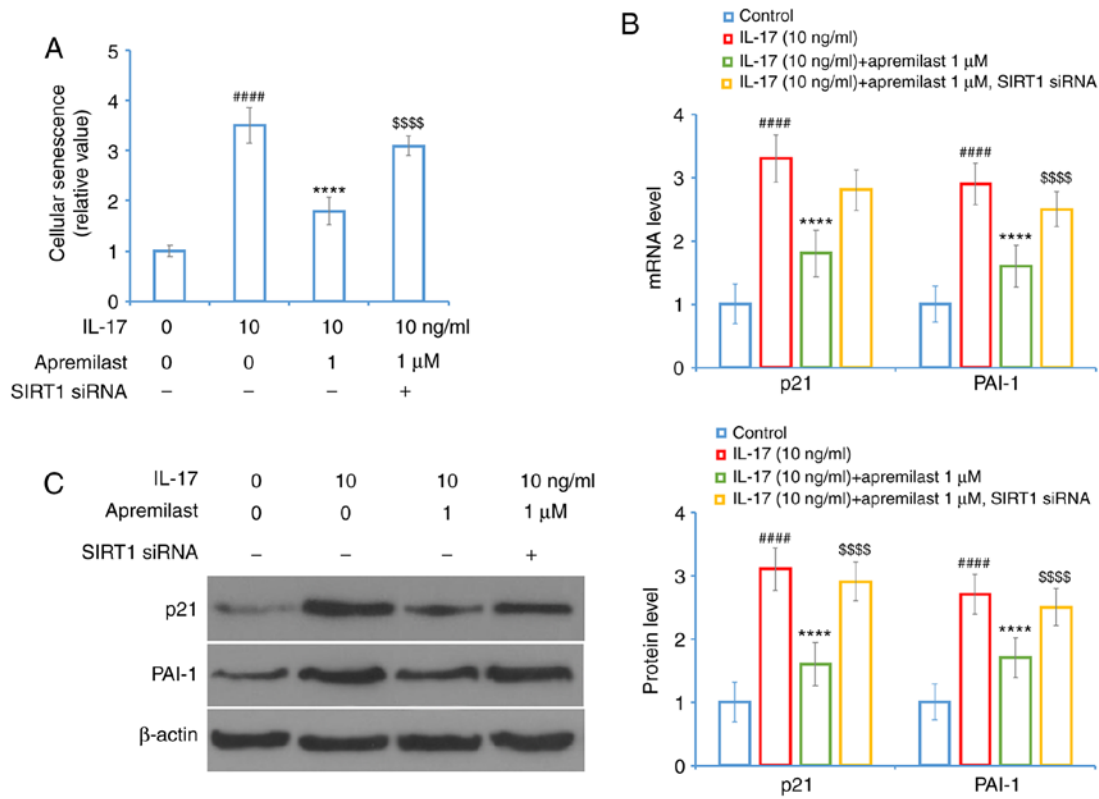 A
Cellular senescence
(relative value)
5
4
3
2
1
0
####
****
$$$$
IL-17 0 10 10 10 ng/ml
Apremilast 0 0 1 1 μM
SIRT1 siRNA – – – +
B
Control
IL-17 (10 ng/ml)
IL-17 (10 ng/ml)+apremilast 1 μM
IL-17 (10 ng/ml)+apremilast 1 μM, SIRT1 siRNA
mRNA level
4
3
2
1
0
####
****
####
****
$$$$
p21 PAI-1
C
IL-17 0 10 10 10 ng/ml
Apremilast 0 0 1 1 μM
SIRT1 siRNA – – – +
p21
PAI-1
β-actin
Control
IL-17 (10 ng/ml)
IL-17 (10 ng/ml)+apremilast 1 μM
IL-17 (10 ng/ml)+apremilast 1 μM, SIRT1 siRNA
Protein level
4
3
2
1
0
####
****
$$$$
####
****
$$$$
p21 PAI-1